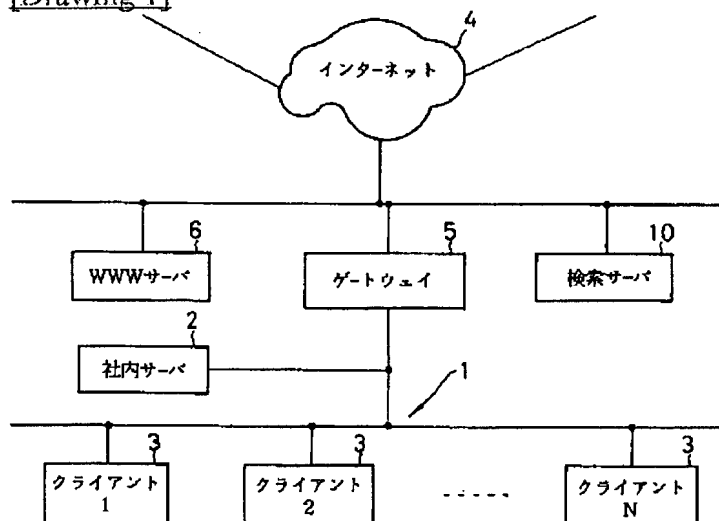 [Drawing 1]
4
インターネット
6
5
10
WWWサーバ
ゲートウェイ
検索サーバ
2
社内サーバ
1
3
3
3
クライアント
1
クライアント
2
クライアント
N